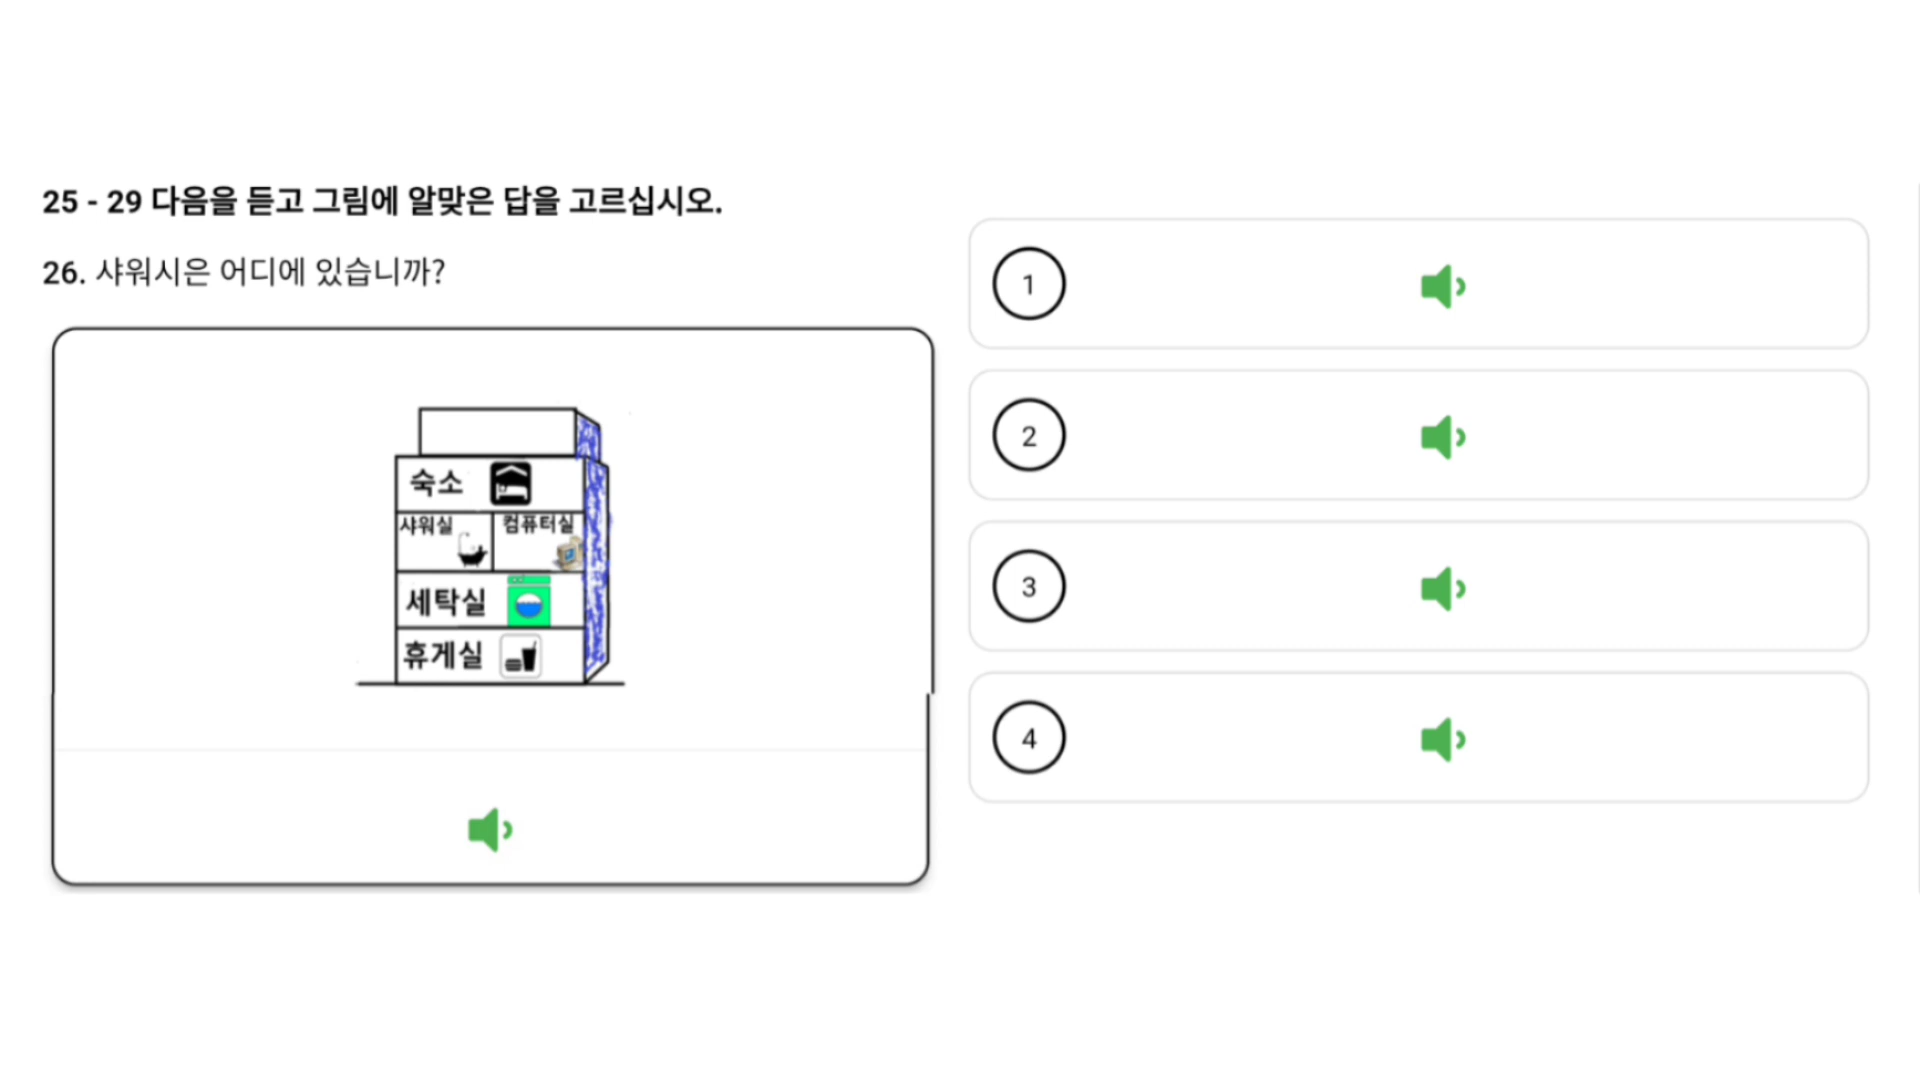 25 - 29 다음을 듣고 그림에 알맞은 답을 고르십시오.
26. 샤워시은 어디에 있습니까?
숙소
샤워실 컴퓨터실
세탁실
휴게실
1
2
3
4